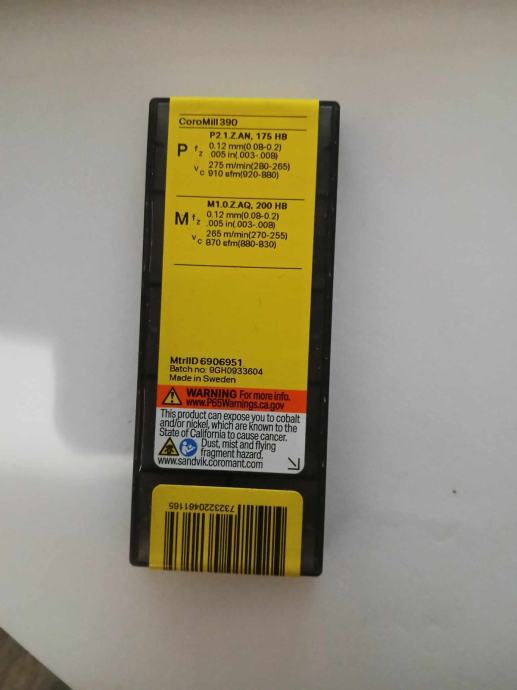 CoroMill 390
P2.1.Z.AN, 175 HB
P fz 0.12 mm(0.08-0.2)
.005 in(.003-.008)
vc 275 m/min(280-265)
910 sfm(920-880)
M1.0.Z.AQ, 200 HB
M fz 0.12 mm(0.08-0.2)
.005 in(.003-.008)
vc 265 m/min(270-255)
870 sfm(880-830)
MtrlID 6906951
Batch no: 9GH0933604
Made in Sweden
WARNING For more info.
www.P65Warnings.ca.gov
This product can expose you to cobalt
and/or nickel, which are known to the
State of California to cause cancer.
Dust, mist and flying
fragment hazard.
www.sandvik.coromant.com
7323220461165